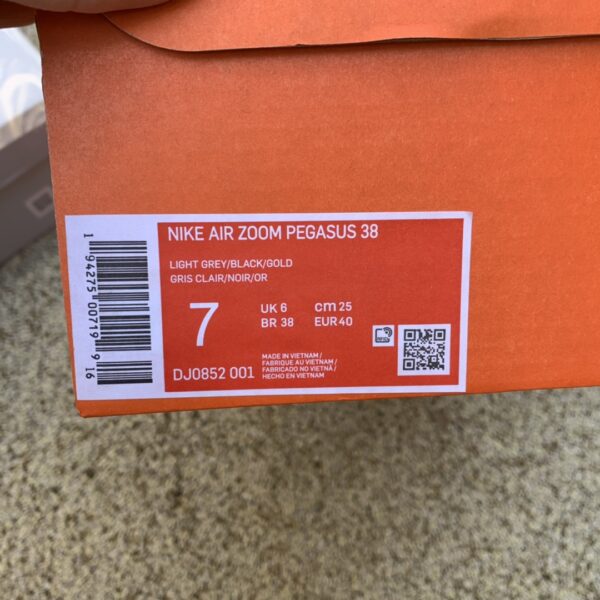 NIKE AIR ZOOM PEGASUS 38
LIGHT GREY/BLACK/GOLD
GRIS CLAIR/NOIR/OR
7
UK 6 cm 25
BR 38 EUR 40
DJ0852 001
MADE IN VIETNAM /
FABRIQUE AU VIETNAM /
FABRICADO NO VIETNÃ /
HECHO EN VIETNAM
1 94275 00719 9 16